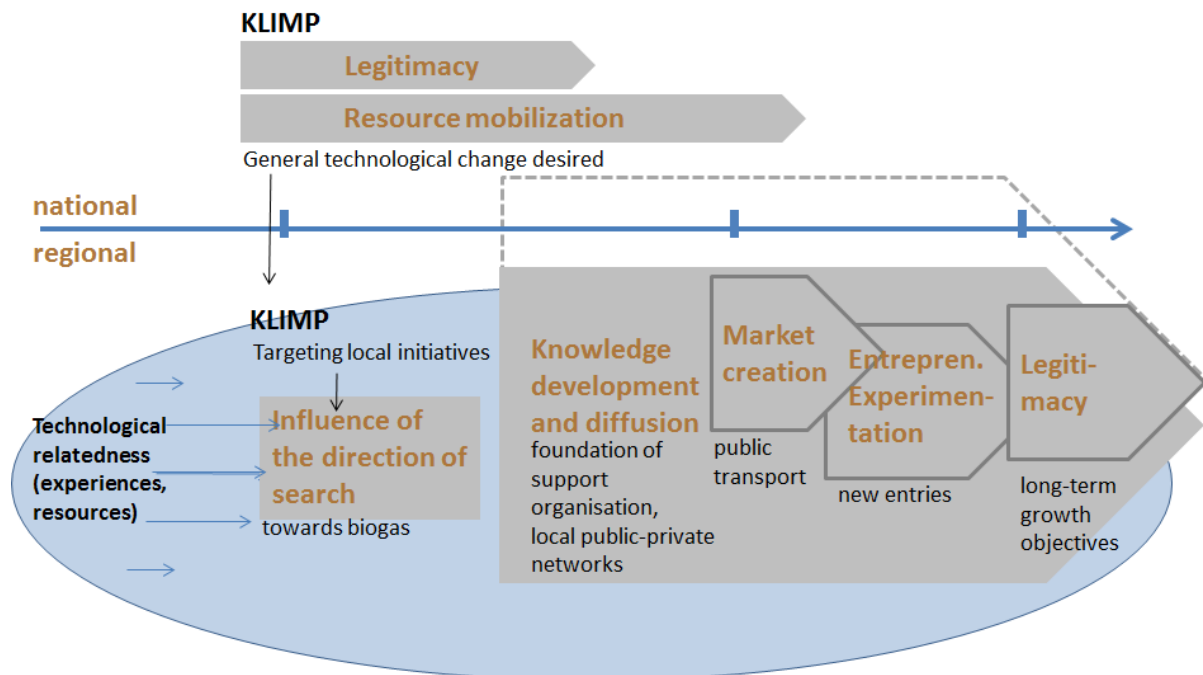 KLIMP
Legitimacy
Resource mobilization
General technological change desired
national
regional
KLIMP
Targeting local initiatives
Technological
relatedness
(experiences,
resources)
Influence of
the direction of
search
towards biogas
Knowledge
development
and diffusion
foundation of
support
organisation,
local public-private
networks
Market
creation
public
transport
Entrepren.
Experimen-
tation
new entries
Legiti-
macy
long-term
growth
objectives